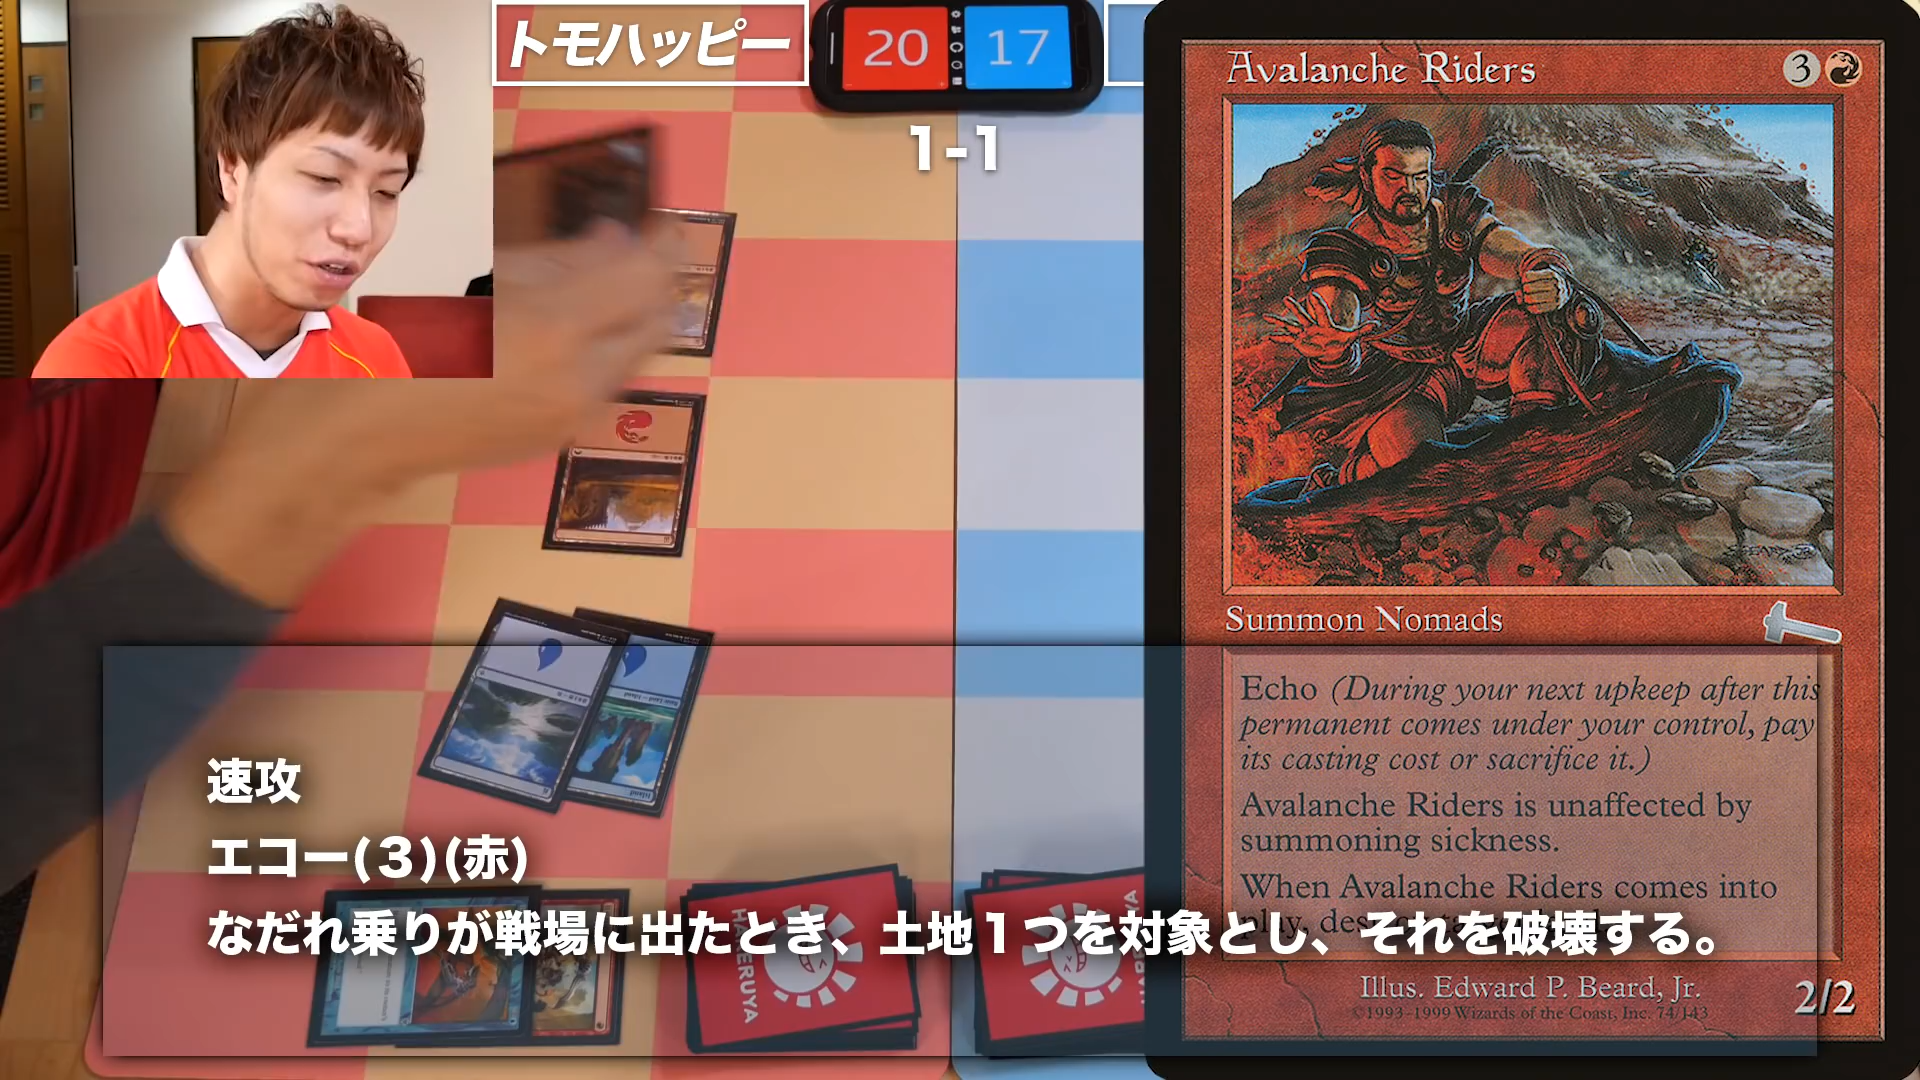 トモハッピー
20
17
1-1
Avalanche Riders
3
Summon Nomads
Echo (During your next upkeep after this
permanent comes under your control, pay
its casting cost or sacrifice it.)
Avalanche Riders is unaffected by
summoning sickness.
When Avalanche Riders comes into
速攻
エコー(３)(赤)
なだれ乗りが戦場に出たとき、土地１つを対象とし、それを破壊する。
HARERUYA
Illus. Edward P. Beard, Jr.
©1993-1999 Wizards of the Coast, Inc. 74/143
2/2